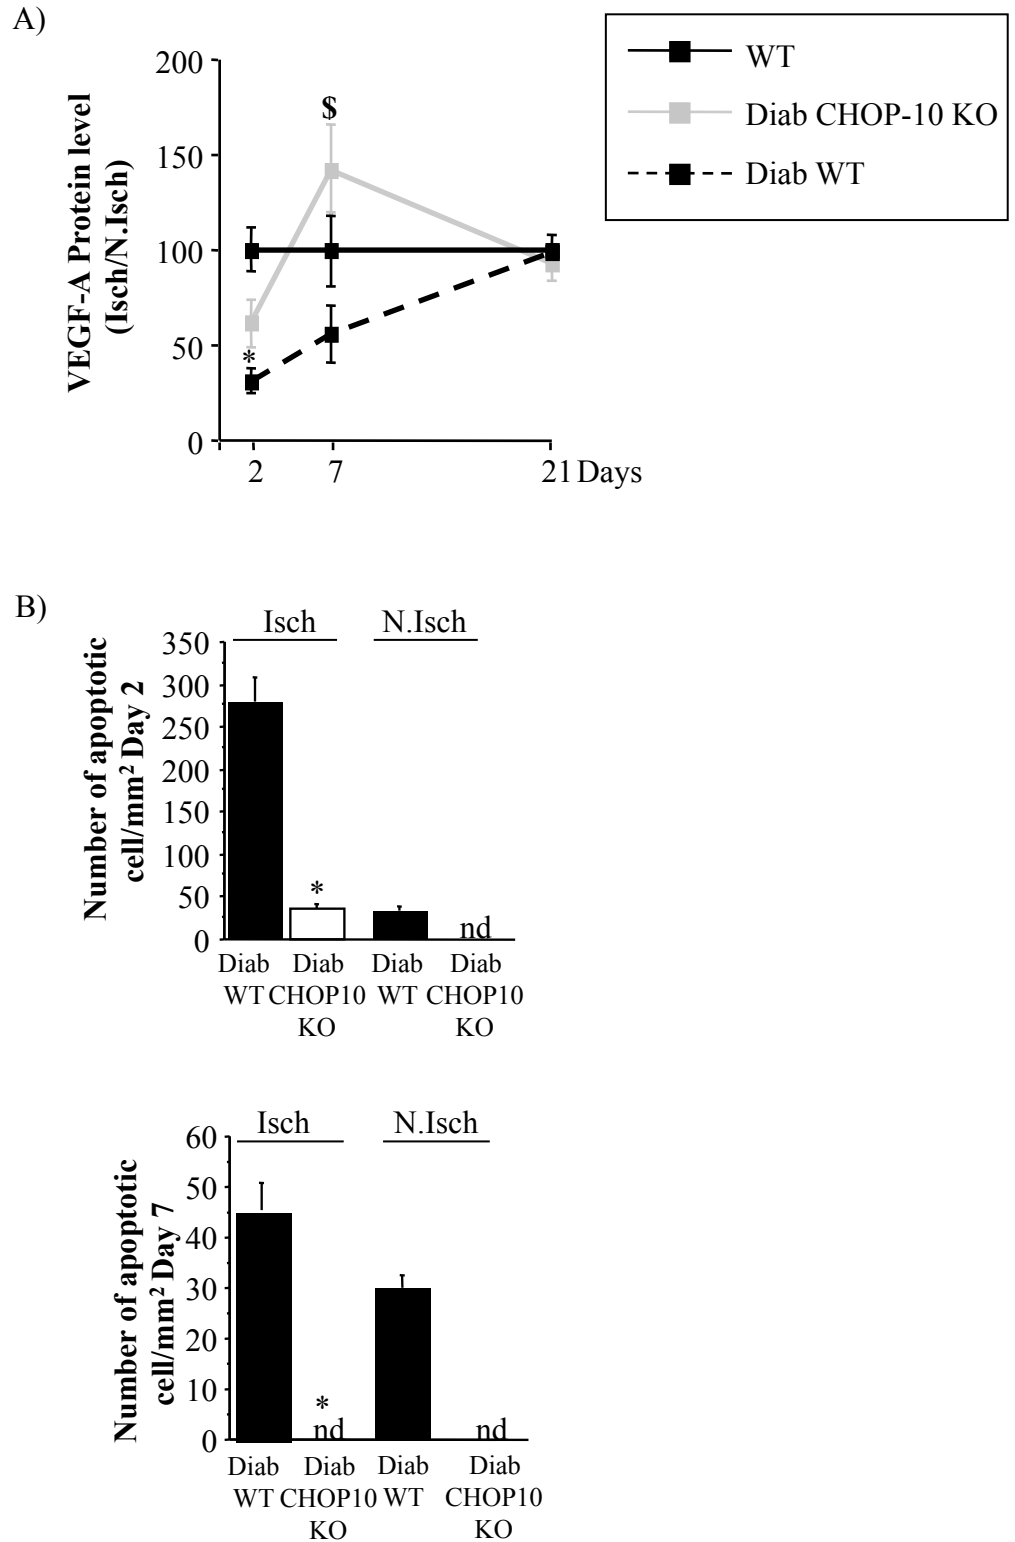 A)
WT
Diab CHOP-10 KO
Diab WT
VEGF-A Protein level
(Isch/N.Isch)
200
150
100
50
0
$
*
2 7 21 Days
B)
Isch N.Isch
Number of apoptotic
cell/mm² Day 2
350
300
250
200
150
100
50
0
*
nd
Diab Diab Diab Diab
WT CHOP10 WT CHOP10
KO KO
Isch N.Isch
Number of apoptotic
cell/mm² Day 7
60
50
40
30
20
10
0
*
nd nd
Diab Diab Diab Diab
WT CHOP10 WT CHOP10
KO KO